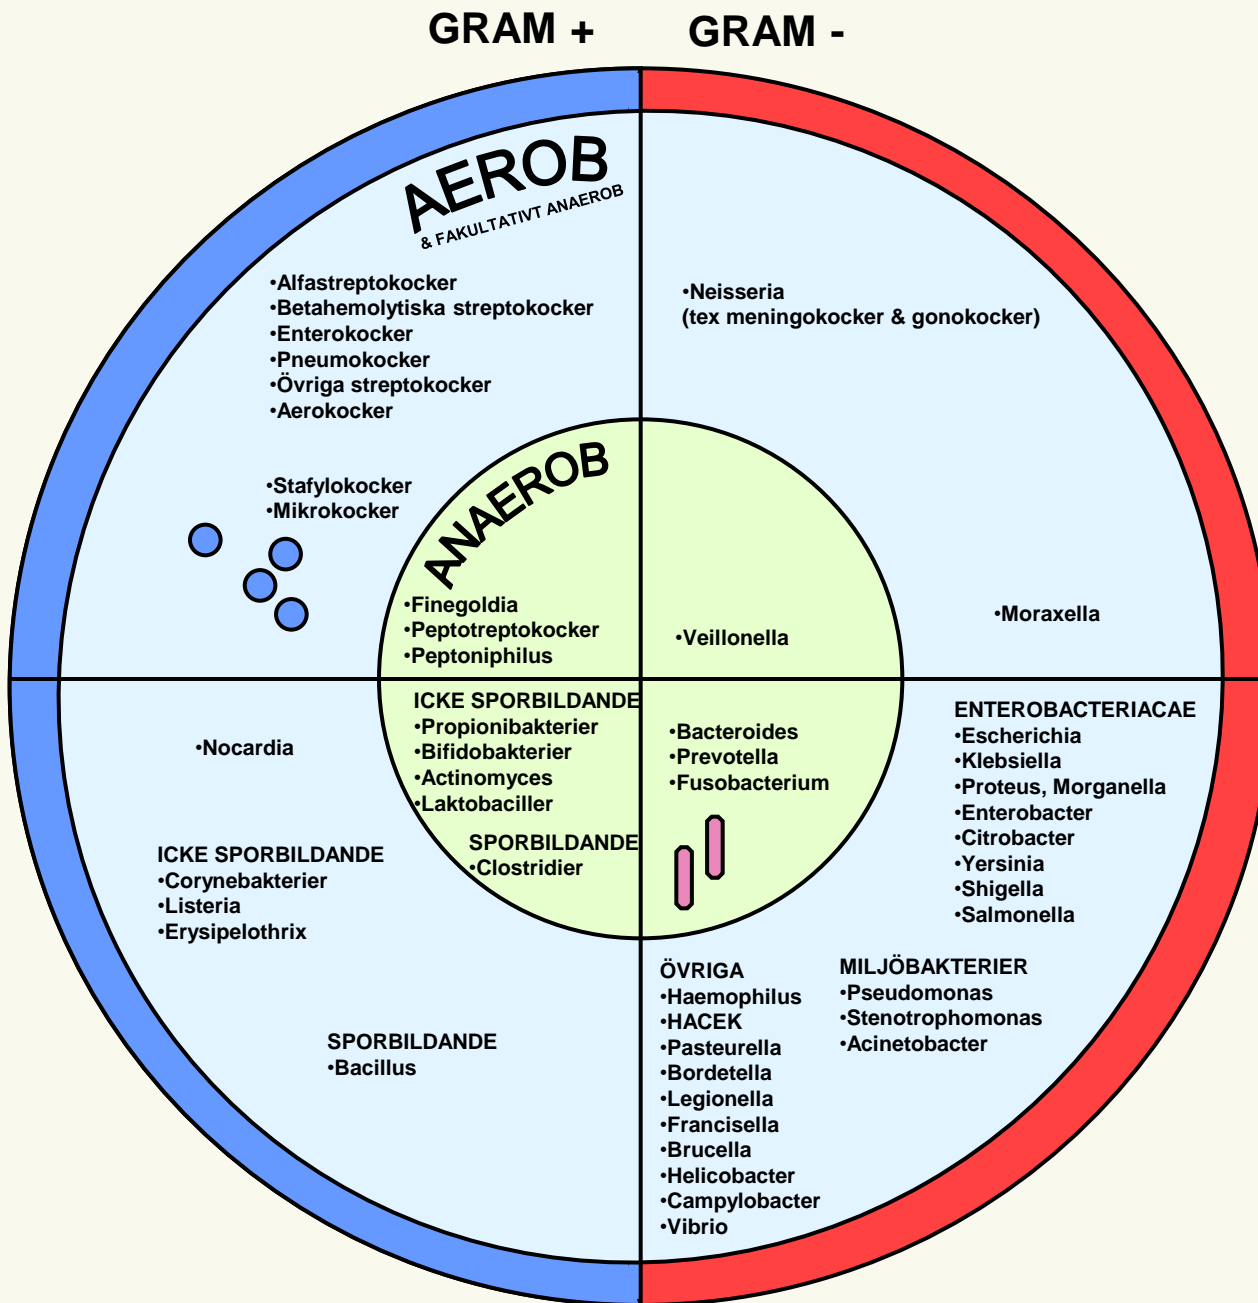 GRAM +
GRAM -
AEROB
& FAKULTATIVT ANAEROB
•Alfastreptokocker
•Betahemolytiska streptokocker
•Enterokocker
•Pneumokocker
•Övriga streptokocker
•Aerokocker
•Stafylokocker
•Mikrokocker
•Neisseria
(tex meningokocker & gonokocker)
•Moraxella
ANAEROB
•Finegoldia
•Peptotreptokocker
•Peptoniphilus
•Veillonella
•Nocardia
ICKE SPORBILDANDE
•Corynebakterier
•Listeria
•Erysipelothrix
SPORBILDANDE
•Bacillus
ICKE SPORBILDANDE
•Propionibakterier
•Bifidobakterier
•Actinomyces
•Laktobaciller
SPORBILDANDE
•Clostridier
•Bacteroides
•Prevotella
•Fusobacterium
ENTEROBACTERIACAE
•Escherichia
•Klebsiella
•Proteus, Morganella
•Enterobacter
•Citrobacter
•Yersinia
•Shigella
•Salmonella
ÖVRIGA
•Haemophilus
•HACEK
•Pasteurella
•Bordetella
•Legionella
•Francisella
•Brucella
•Helicobacter
•Campylobacter
•Vibrio
MILJÖBAKTERIER
•Pseudomonas
•Stenotrophomonas
•Acinetobacter